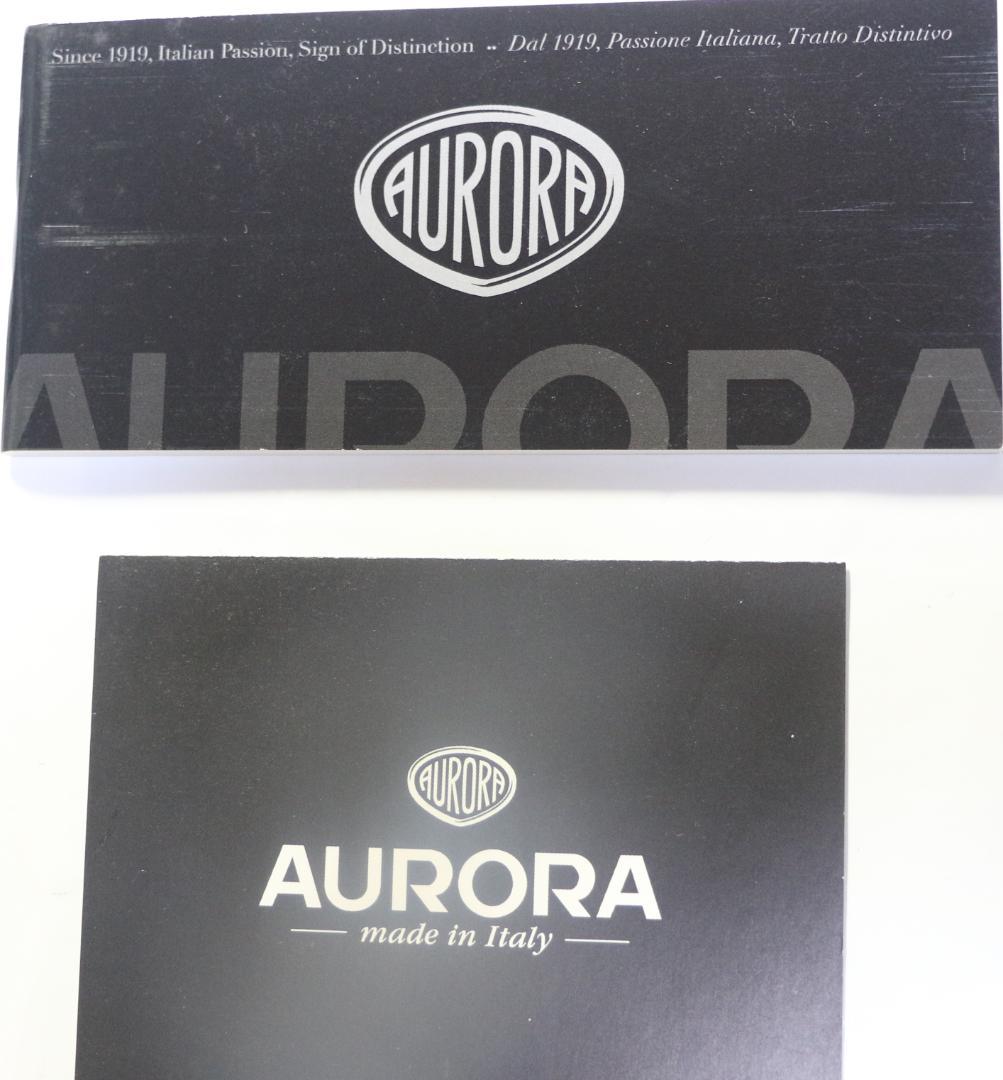 Since 1919, Italian Passion, Sign of Distinction .. Dal 1919, Passione Italiana, Tratto Distintivo
AURORA
AURORA
AURORA
AURORA
made in Italy